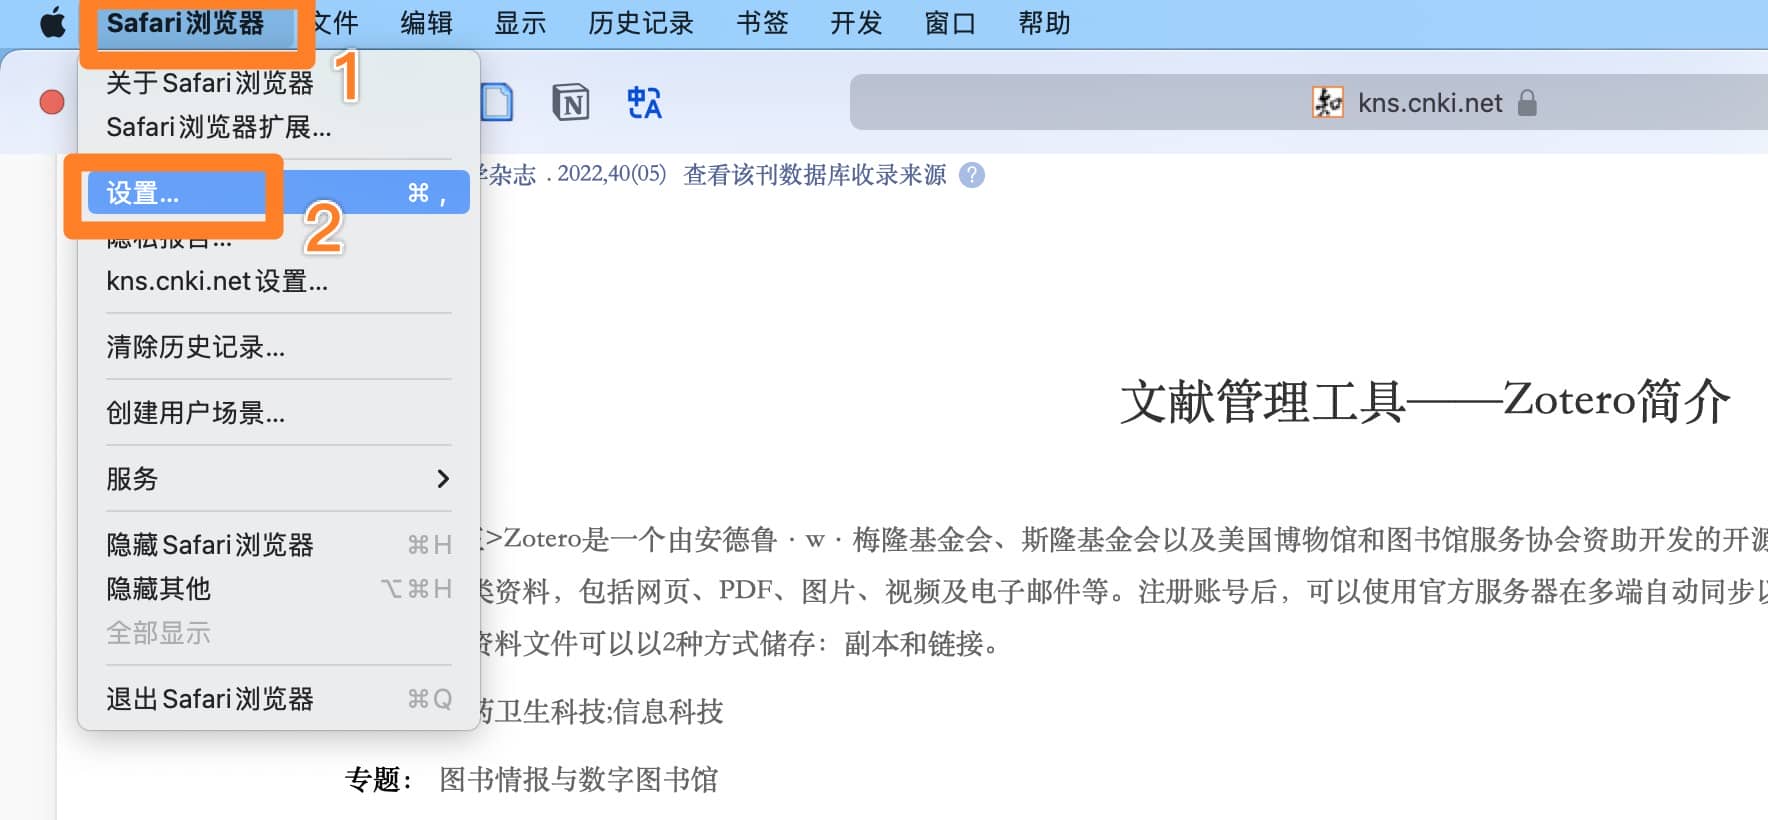 Safari浏览器 文件 编辑 显示 历史记录 书签 开发 窗口 帮助
1
关于Safari浏览器
Safari浏览器扩展...
kns.cnki.net
设置... ⌘ ,
2
学杂志 . 2022,40(05) 查看该刊数据库收录来源 ?
隐私报告...
kns.cnki.net设置...
清除历史记录...
文献管理工具——Zotero简介
创建用户场景...
服务
隐藏Safari浏览器 ⌘H
>Zotero是一个由安德鲁·w·梅隆基金会、斯隆基金会以及美国博物馆和图书馆服务协会资助开发的开源
隐藏其他 ⌥⌘H
类资料，包括网页、PDF、图片、视频及电子邮件等。注册账号后，可以使用官方服务器在多端自动同步以
全部显示
资料文件可以以2种方式储存：副本和链接。
退出Safari浏览器 ⌘Q
药卫生科技;信息科技
专题： 图书情报与数字图书馆